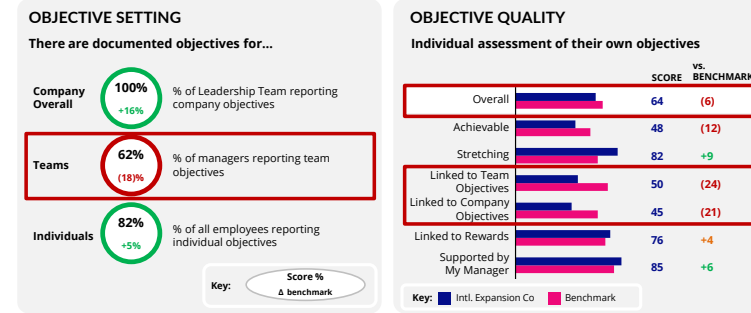 OBJECTIVE SETTING
There are documented objectives for...
Company
Overall
100%
+16%
% of Leadership Team reporting
company objectives
Teams
62%
(18)%
% of managers reporting team
objectives
Individuals
82%
+5%
% of all employees reporting
individual objectives
Key:
Score %
Δ benchmark
OBJECTIVE QUALITY
Individual assessment of their own objectives
SCORE
vs.
BENCHMARK
Overall 64 (6)
Achievable 48 (12)
Stretching 82 +9
Linked to Team
Objectives 50 (24)
Linked to Company
Objectives 45 (21)
Linked to Rewards 76 +4
Supported by
My Manager 85 +6
Key: Intl. Expansion Co Benchmark